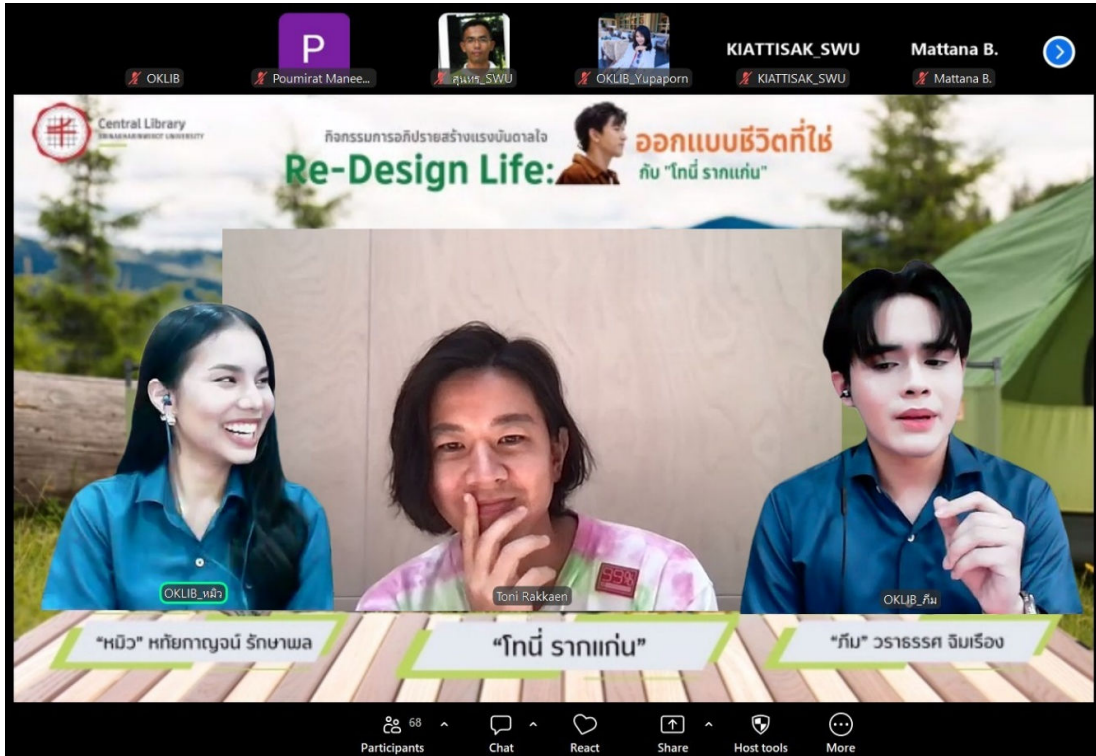 P
KIATTISAK_SWU
Mattana B.
OKLIB
Poumirat Manee...
สุนทร_SWU
OKLIB_Yupaporn
KIATTISAK_SWU
Mattana B.
Central Library
SRINAKHARINWIROT UNIVERSITY
กิจกรรมการอภิปรายสร้างแรงบันดาลใจ
Re-Design Life:
ออกแบบชีวิตที่ใช่
กับ "โทนี่ รากแก่น"
99%
OKLIB_หมิว
Toni Rakkaen
OKLIB_ภีม
"หมิว" หทัยกาญจน์ รักษาพล
"โทนี่ รากแก่น"
"ภีม" วราธรรศ ฉิมเรือง
68
Participants
Chat
React
Share
Host tools
More